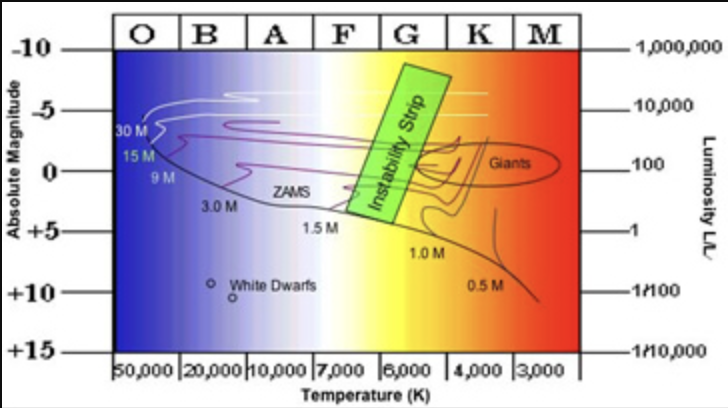 O B A F G K M
-10 1,000,000
-5 10,000
0 100
+5 1
+10 1/100
+15 1/10,000
Absolute Magnitude
Luminosity L/L
30 M
15 M
9 M
3.0 M
ZAMS
1.5 M
1.0 M
0.5 M
Instability Strip
Giants
White Dwarfs
50,000 20,000 10,000 7,000 6,000 4,000 3,000
Temperature (K)